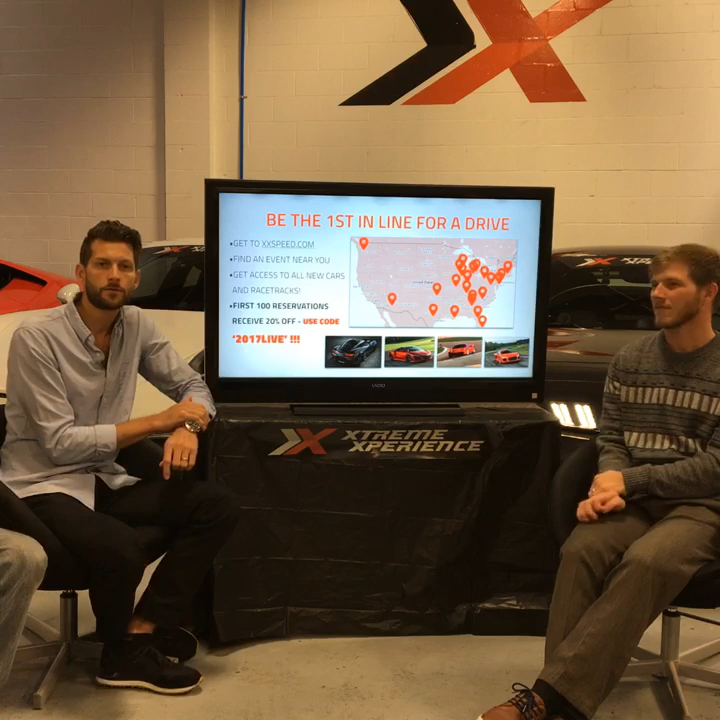 BE THE 1ST IN LINE FOR A DRIVE
•GET TO XXSPEED.COM
•FIND AN EVENT NEAR YOU
•GET ACCESS TO ALL NEW CARS
AND RACETRACKS!
•FIRST 100 RESERVATIONS
RECEIVE 20% OFF - USE CODE
'2017LIVE' !!!
VIZIO
XTREME
XPERIENCE